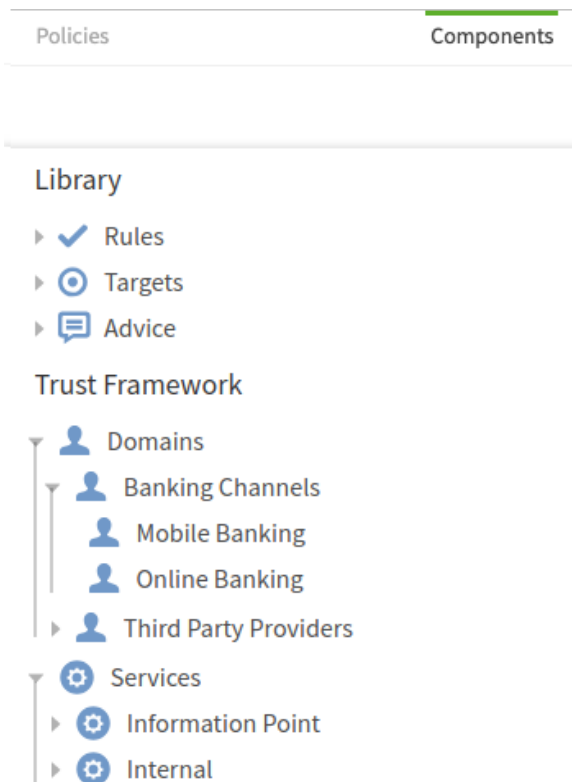 Policies Components
Library
Rules
Targets
Advice
Trust Framework
Domains
Banking Channels
Mobile Banking
Online Banking
Third Party Providers
Services
Information Point
Internal